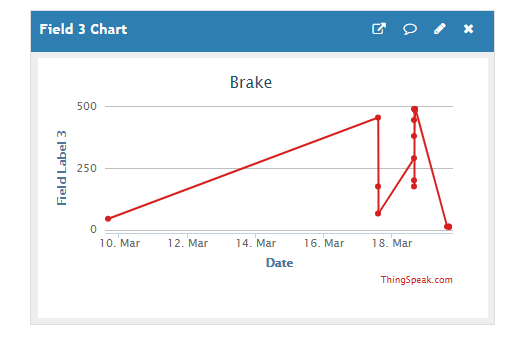 Field 3 Chart
Brake
Field Label 3
500
250
0
10. Mar 12. Mar 14. Mar 16. Mar 18. Mar
Date
ThingSpeak.com